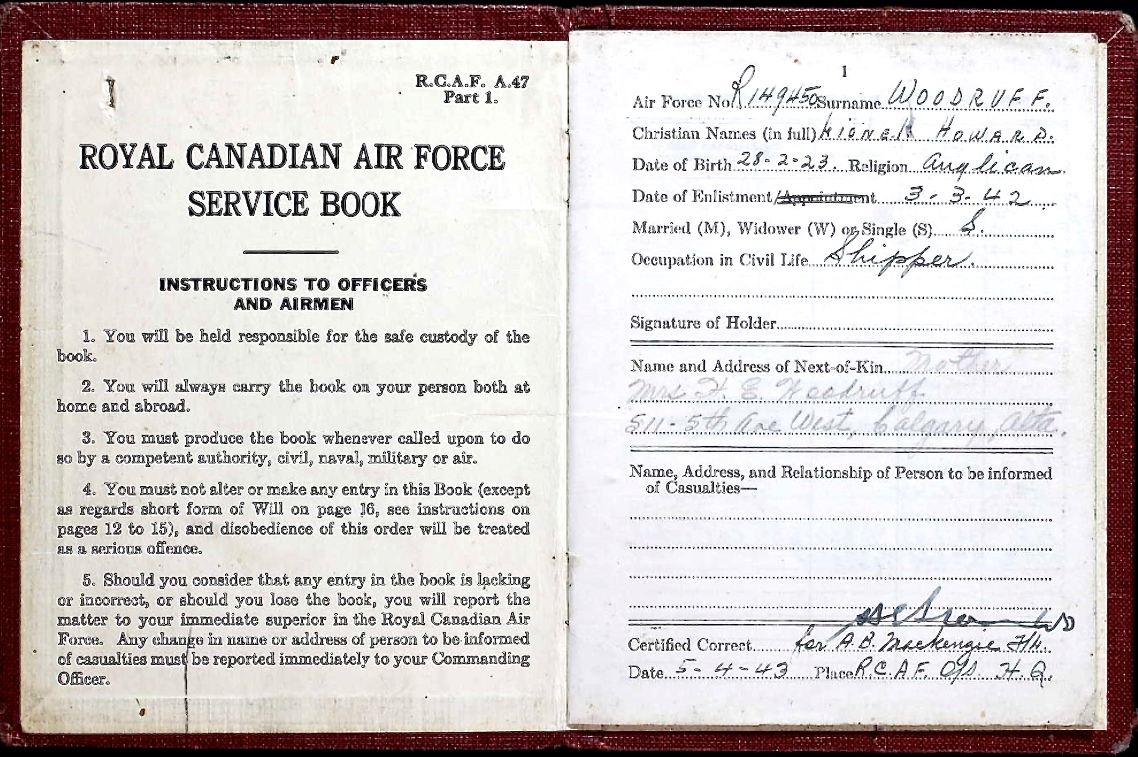 R.C.A.F. A.47
Part 1.
ROYAL CANADIAN AIR FORCE
SERVICE BOOK
INSTRUCTIONS TO OFFICERS
AND AIRMEN
1. You will be held responsible for the safe custody of the
book.
2. You will always carry the book on your person both at
home and abroad.
3. You must produce the book whenever called upon to do
so by a competent authority, civil, naval, military or air.
4. You must not alter or make any entry in this Book (except
as regards short form of Will on page 16, see instructions on
pages 12 to 15), and disobedience of this order will be treated
as a serious offence.
5. Should you consider that any entry in the book is lacking
or incorrect, or should you lose the book, you will report the
matter to your immediate superior in the Royal Canadian Air
Force. Any change in name or address of person to be informed
of casualties must be reported immediately to your Commanding
Officer.
1
Air Force No. R149450 Surname WOODRUFF.
Christian Names (in full) Lionel Howard.
Date of Birth 28-2-23. Religion Anglican
Date of Enlistment/Appointment 3-3-42
Married (M), Widower (W) or Single (S) S.
Occupation in Civil Life Shipper.
Signature of Holder
Name and Address of Next-of-Kin Mother
Mrs H. E. Woodruff
511-5th Ave West, Calgary, Alta.
Name, Address, and Relationship of Person to be informed
of Casualties—
Certified Correct for A.B. Mackenzie
Date 5-4-43 Place R.C.A.F. O/S H.Q.